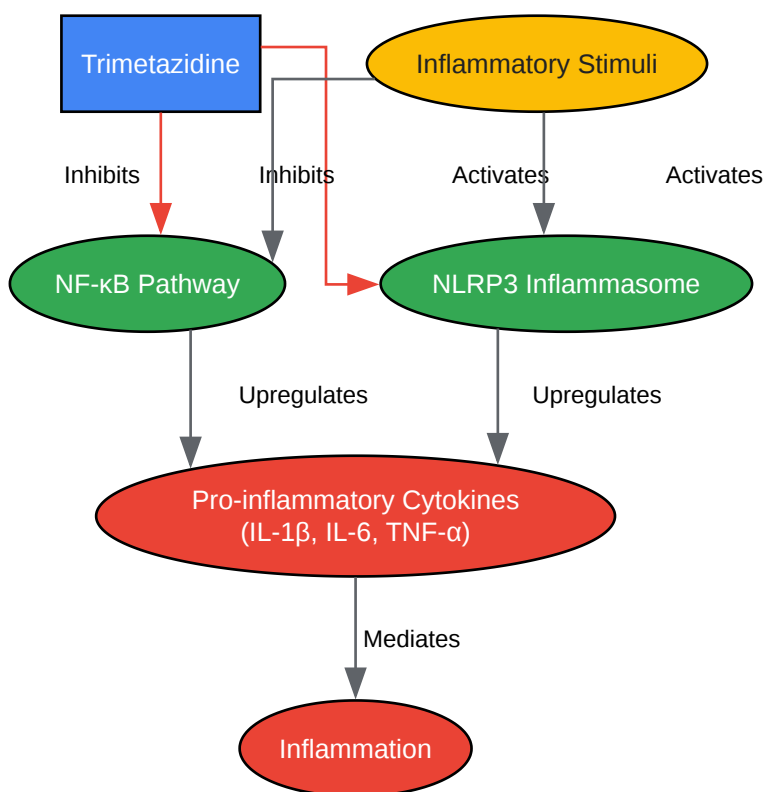 Trimetazidine
Inflammatory Stimuli
Inhibits
Inhibits
Activates
Activates
NF-κB Pathway
NLRP3 Inflammasome
Upregulates
Upregulates
Pro-inflammatory Cytokines
(IL-1β, IL-6, TNF-α)
Mediates
Inflammation